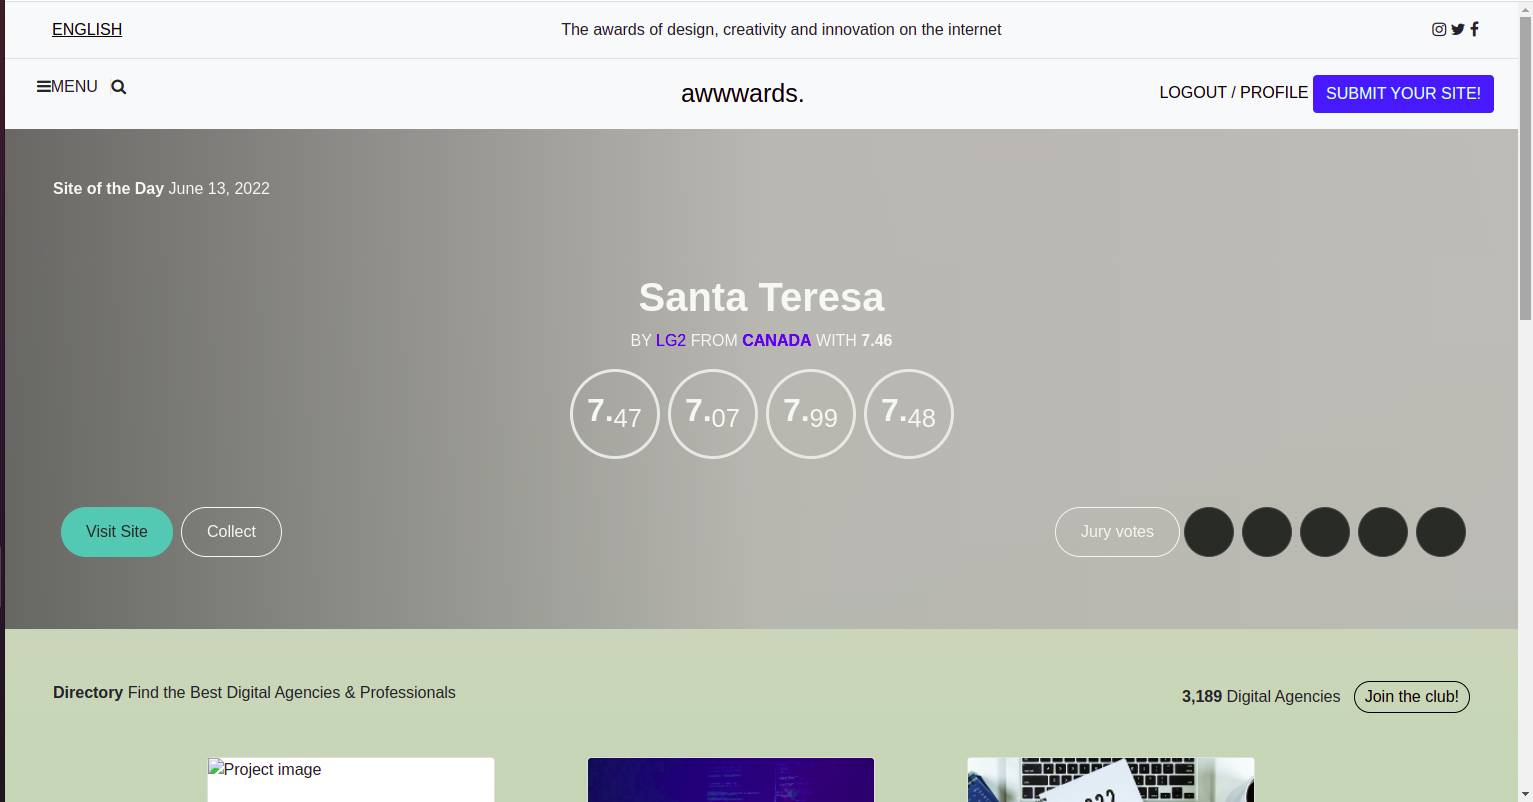 ENGLISH
The awards of design, creativity and innovation on the internet
MENU
awwwards.
LOGOUT / PROFILE
SUBMIT YOUR SITE!
Site of the Day June 13, 2022
Santa Teresa
BY LG2 FROM CANADA WITH 7.46
7.47 7.07 7.99 7.48
Visit Site
Collect
Jury votes
Directory Find the Best Digital Agencies & Professionals
3,189 Digital Agencies
Join the club!
Project image